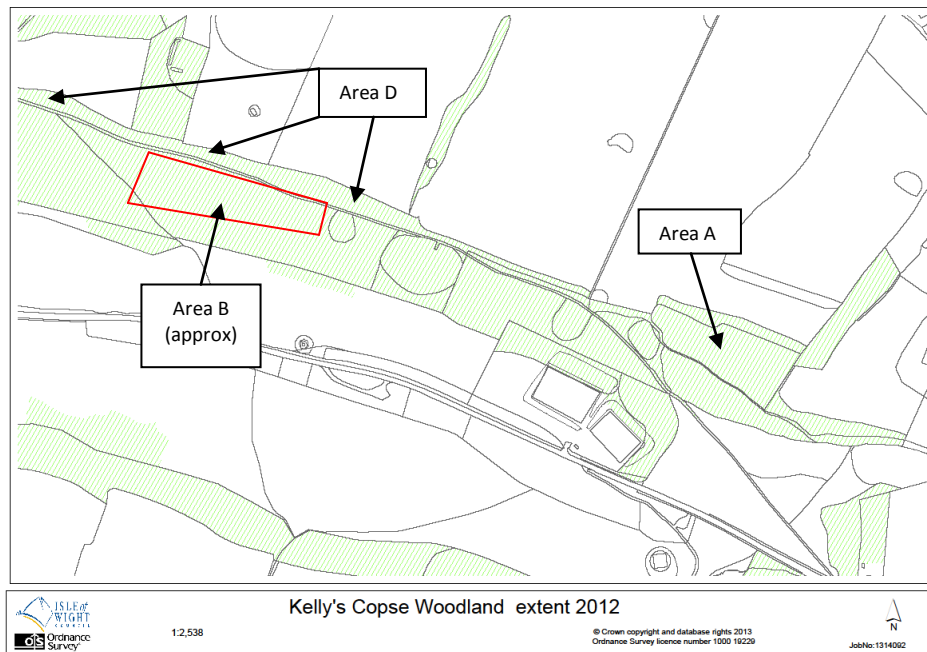 Area D
Area A
Area B
(approx)
Kelly's Copse Woodland extent 2012
ISLE of
WIGHT
COUNCIL
OS Ordnance
Survey
1:2,538
© Crown copyright and database rights 2013
Ordnance Survey licence number 1000 19229
N
JobNo:1314092